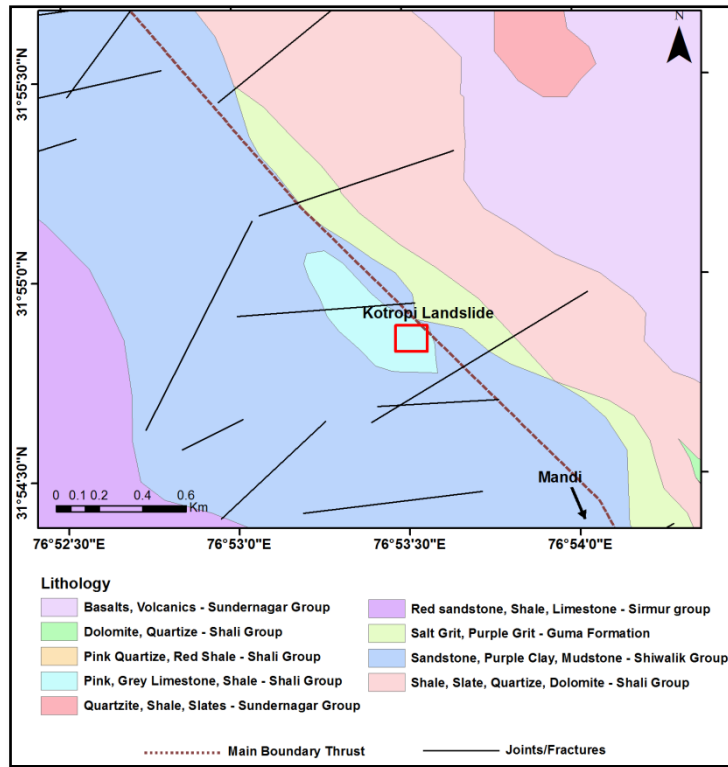 N
31°55'30"N
31°55'0"N
31°54'30"N
Kotropi Landslide
Mandi
0 0.1 0.2 0.4 0.6
Km
76°52'30"E 76°53'0"E 76°53'30"E 76°54'0"E
Lithology
Basalts, Volcanics - Sundernagar Group
Dolomite, Quartize - Shali Group
Pink Quartize, Red Shale - Shali Group
Pink, Grey Limestone, Shale - Shali Group
Quartzite, Shale, Slates - Sundernagar Group
Red sandstone, Shale, Limestone - Sirmur group
Salt Grit, Purple Grit - Guma Formation
Sandstone, Purple Clay, Mudstone - Shiwalik Group
Shale, Slate, Quartize, Dolomite - Shali Group
Main Boundary Thrust
Joints/Fractures